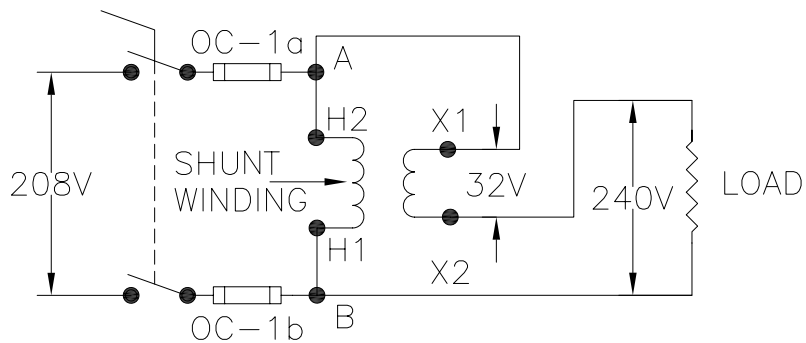 OC-1a
A
H2
X1
SHUNT
WINDING
208V
32V
240V
LOAD
H1
X2
B
OC-1b